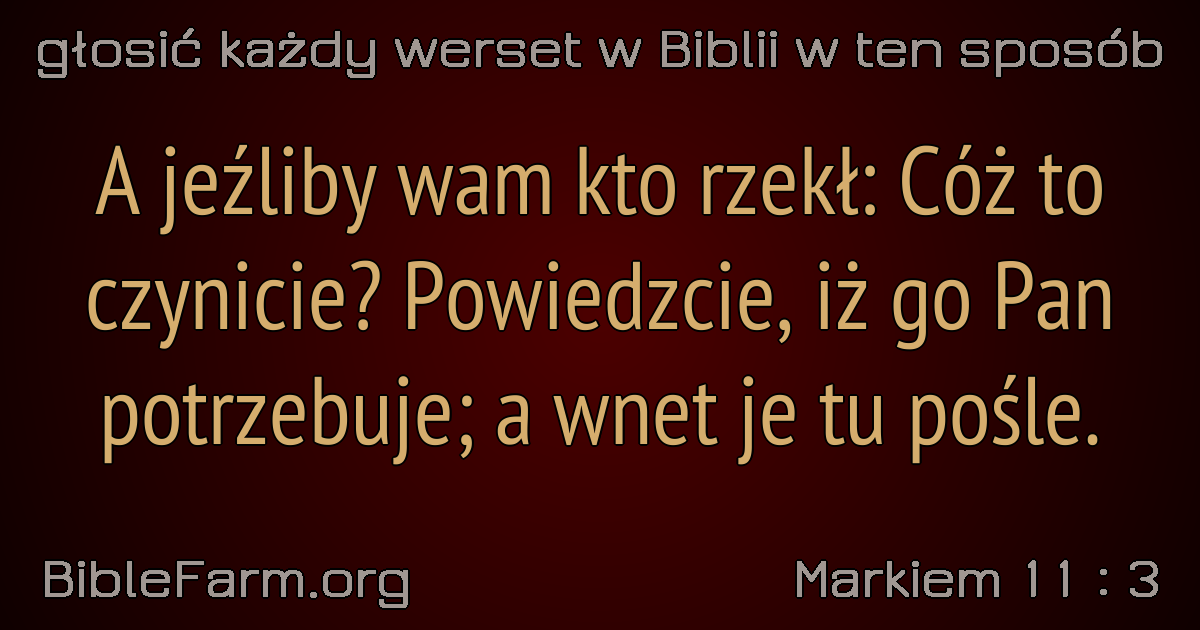 głosić każdy werset w Biblii w ten sposób
A jeźliby wam kto rzekł: Cóż to
czynicie? Powiedzcie, iż go Pan
potrzebuje; a wnet je tu pośle.
BibleFarm.org
Markiem 11 : 3